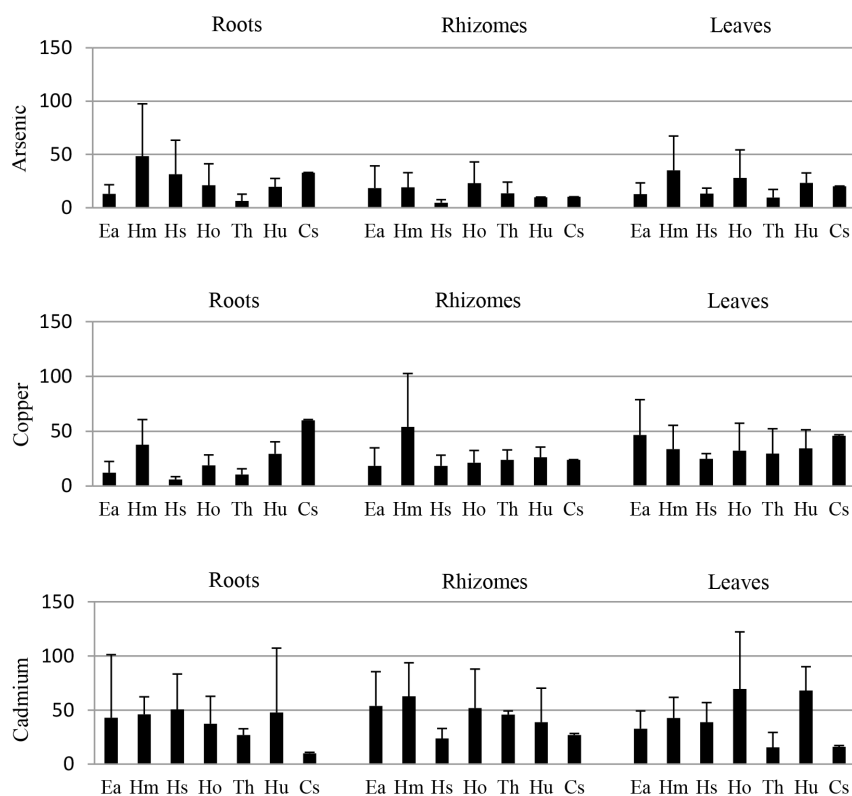 Roots Rhizomes Leaves
150
100
50
0
Arsenic
Ea Hm Hs Ho Th Hu Cs Ea Hm Hs Ho Th Hu Cs Ea Hm Hs Ho Th Hu Cs
Roots Rhizomes Leaves
150
100
50
0
Copper
Ea Hm Hs Ho Th Hu Cs Ea Hm Hs Ho Th Hu Cs Ea Hm Hs Ho Th Hu Cs
Roots Rhizomes Leaves
150
100
50
0
Cadmium
Ea Hm Hs Ho Th Hu Cs Ea Hm Hs Ho Th Hu Cs Ea Hm Hs Ho Th Hu Cs